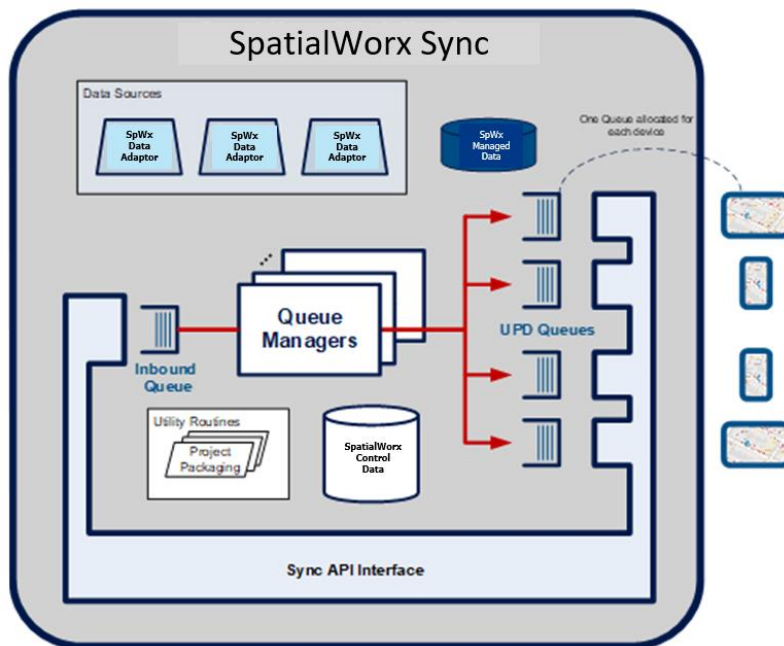 SpatialWorx Sync
Data Sources
SpWx
Data
Adaptor
SpWx
Data
Adaptor
SpWx
Data
Adaptor
SpWx
Managed
Data
One Queue allocated for
each device
Queue
Managers
Inbound
Queue
UPD Queues
Utility Routines
Project
Packaging
SpatialWorx
Control
Data
Sync API Interface